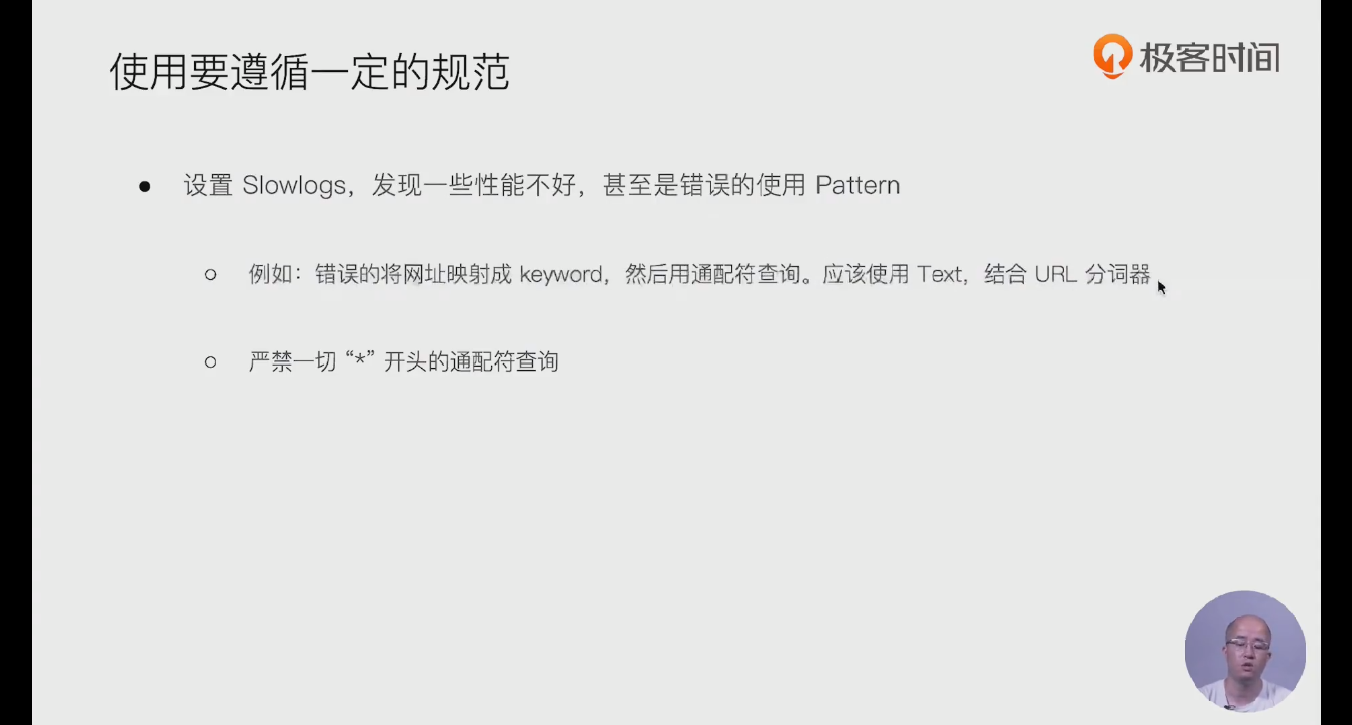 使用要遵循一定的规范
极客时间
设置 Slowlogs，发现一些性能不好，甚至是错误的使用 Pattern
例如：错误的将网址映射成 keyword，然后用通配符查询。应该使用 Text，结合 URL 分词器
严禁一切 “*” 开头的通配符查询